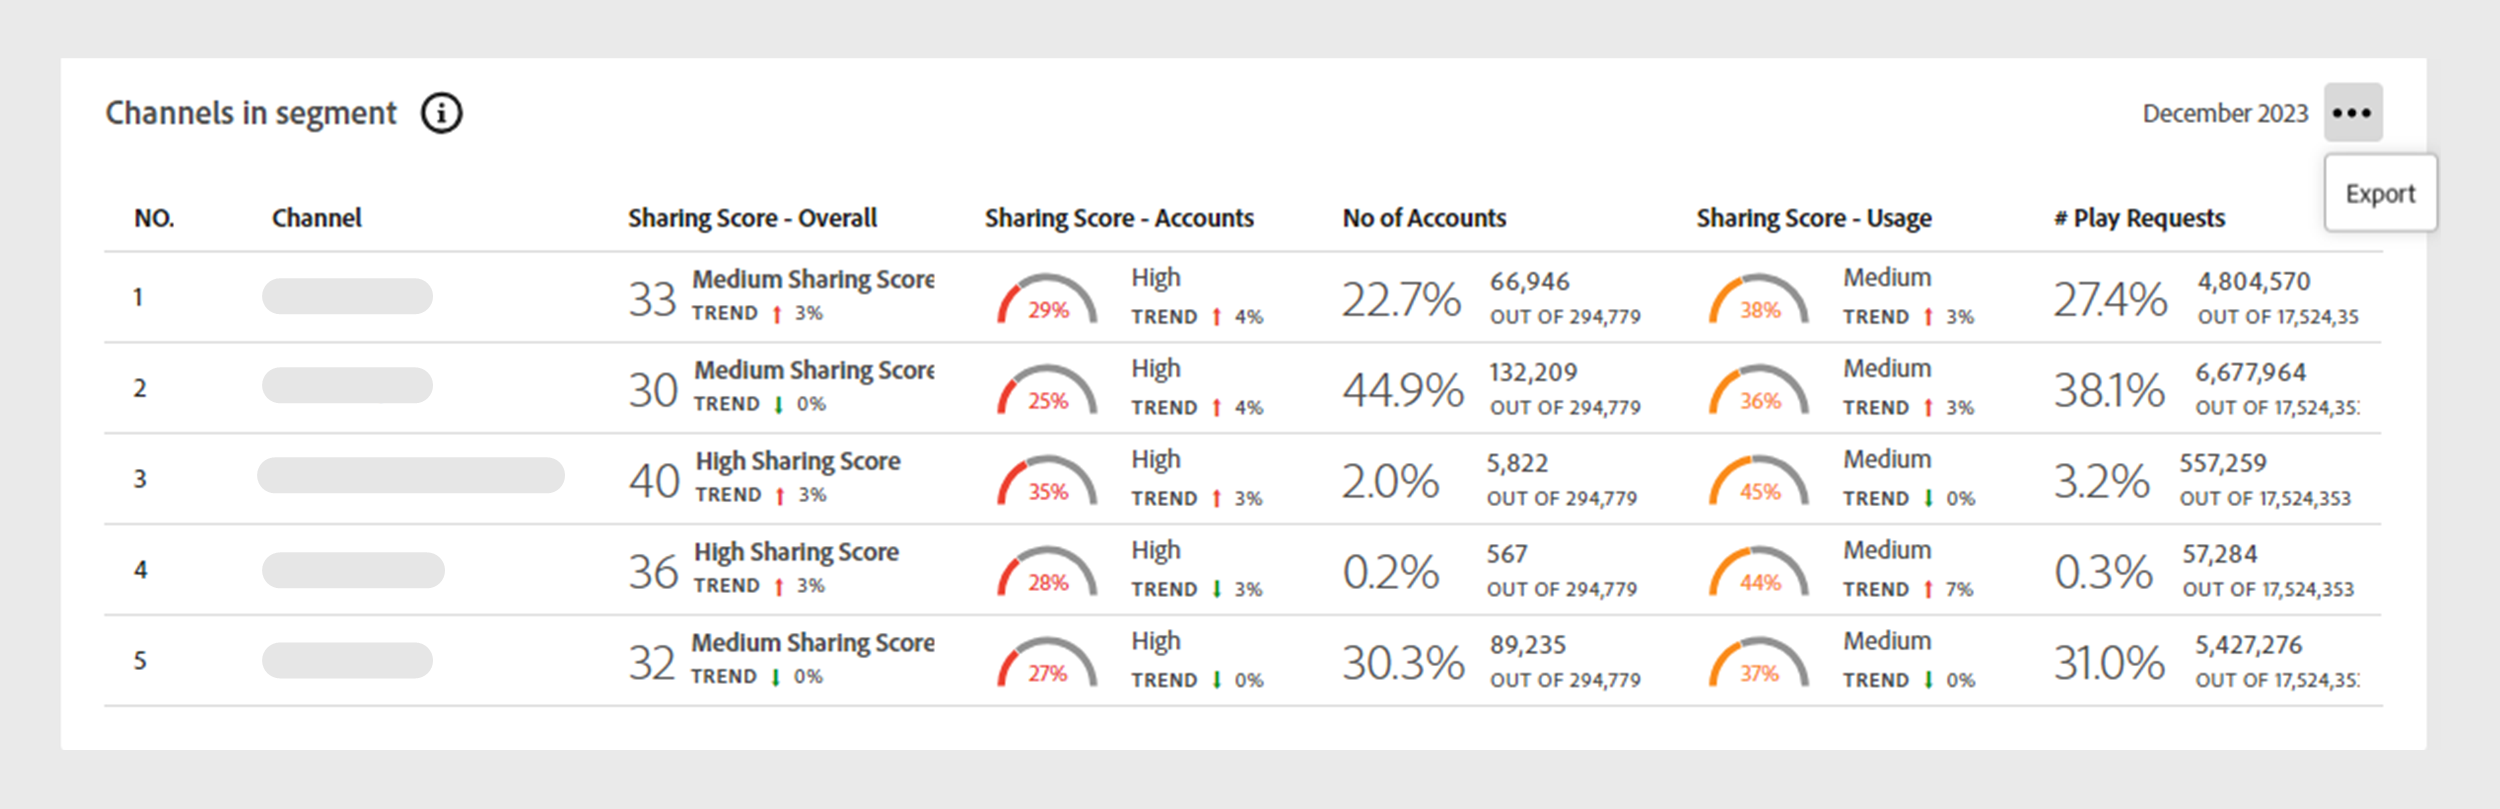 Channels in segment
December 2023
Export
NO. Channel Sharing Score - Overall Sharing Score - Accounts No of Accounts Sharing Score - Usage # Play Requests
1 33 Medium Sharing Score 29% High 22.7% 66,946 38% Medium 27.4% 4,804,570
TREND ↑ 3% TREND ↑ 4% OUT OF 294,779 TREND ↑ 3% OUT OF 17,524,35
2 30 Medium Sharing Score 25% High 44.9% 132,209 36% Medium 38.1% 6,677,964
TREND ↓ 0% TREND ↑ 4% OUT OF 294,779 TREND ↑ 3% OUT OF 17,524,35
3 40 High Sharing Score 35% High 2.0% 5,822 45% Medium 3.2% 557,259
TREND ↑ 3% TREND ↑ 3% OUT OF 294,779 TREND ↓ 0% OUT OF 17,524,353
4 36 High Sharing Score 28% High 0.2% 567 44% Medium 0.3% 57,284
TREND ↑ 3% TREND ↓ 3% OUT OF 294,779 TREND ↑ 7% OUT OF 17,524,353
5 32 Medium Sharing Score 27% High 30.3% 89,235 37% Medium 31.0% 5,427,276
TREND ↓ 0% TREND ↓ 0% OUT OF 294,779 TREND ↓ 0% OUT OF 17,524,35